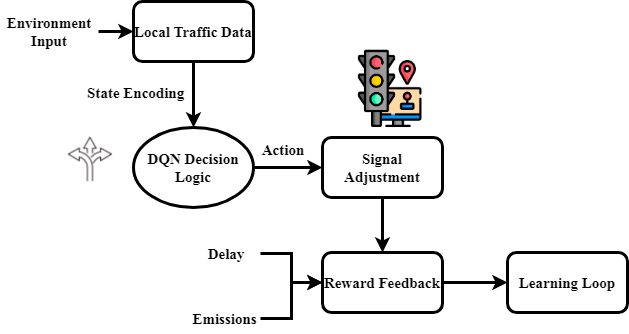 Environment
Input
Local Traffic Data
State Encoding
DQN Decision
Logic
Action
Signal
Adjustment
Delay
Emissions
Reward Feedback
Learning Loop